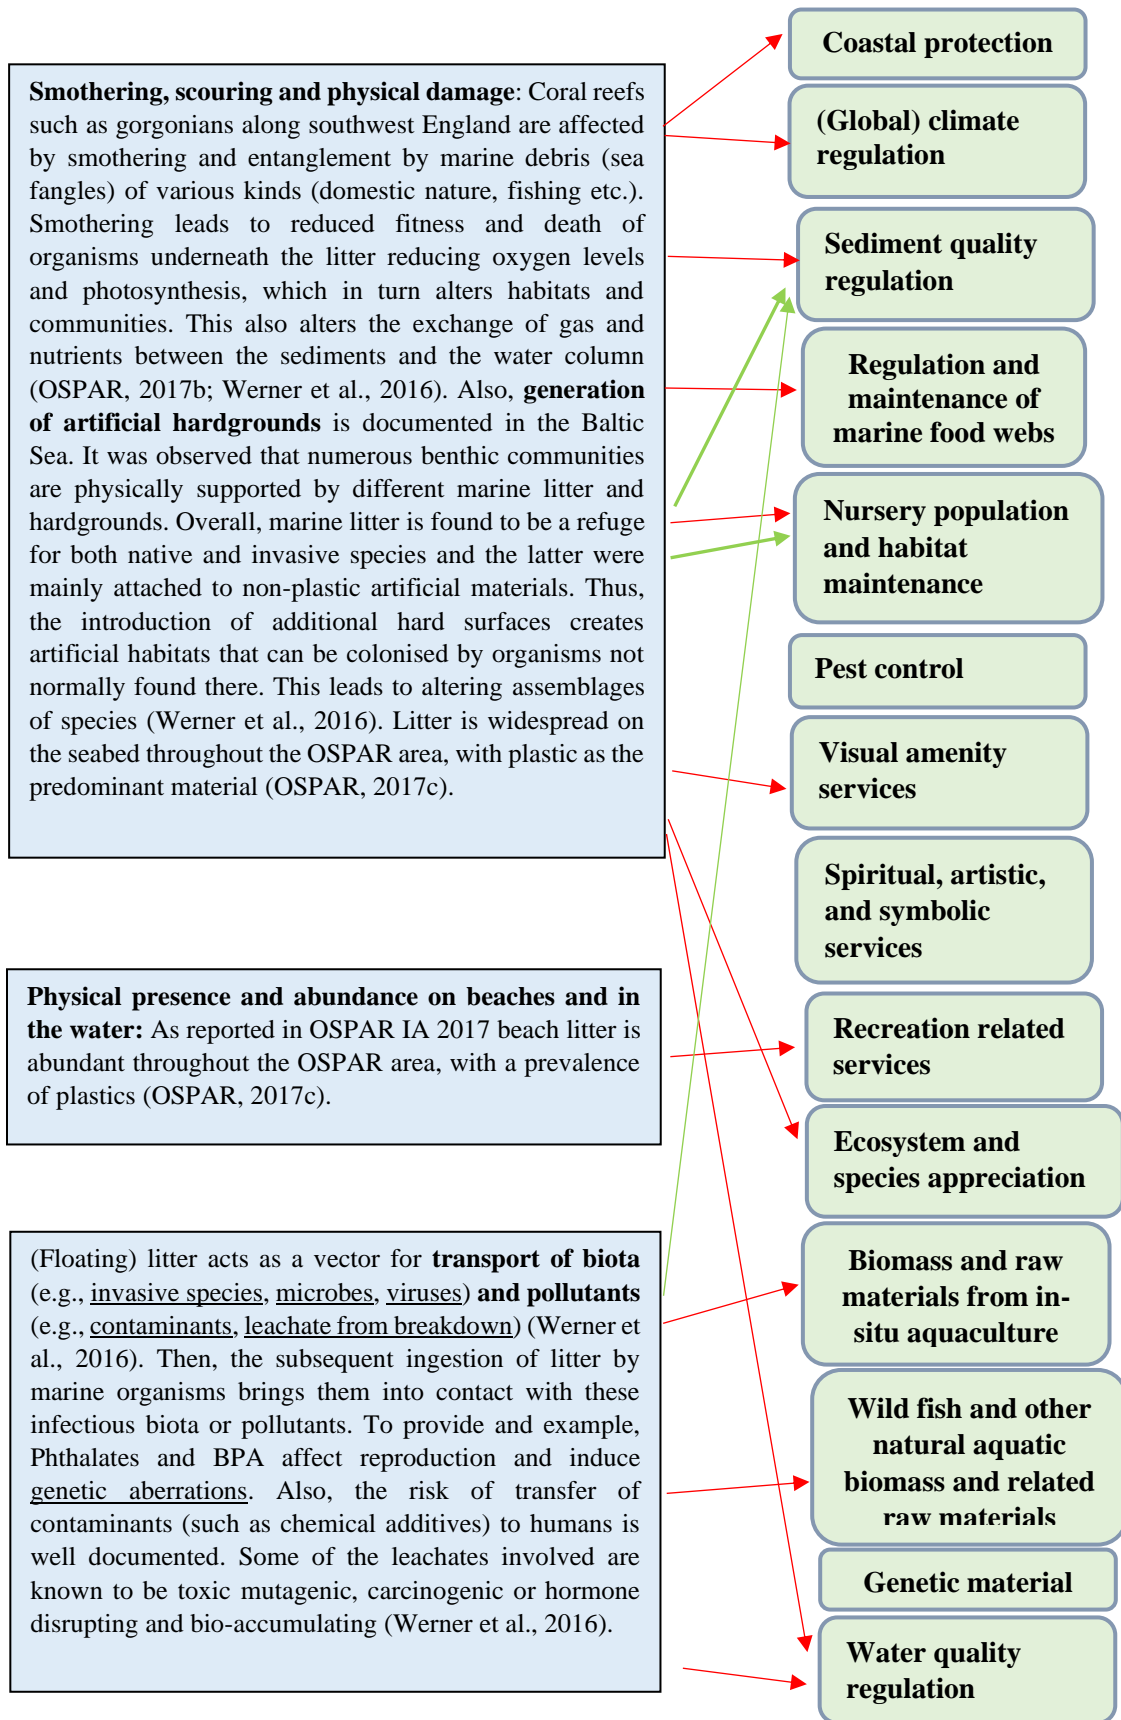 Smothering, scouring and physical damage: Coral reefs
such as gorgonians along southwest England are affected
by smothering and entanglement by marine debris (sea
fangles) of various kinds (domestic nature, fishing etc.).
Smothering leads to reduced fitness and death of
organisms underneath the litter reducing oxygen levels
and photosynthesis, which in turn alters habitats and
communities. This also alters the exchange of gas and
nutrients between the sediments and the water column
(OSPAR, 2017b; Werner et al., 2016). Also, generation
of artificial hardgrounds is documented in the Baltic
Sea. It was observed that numerous benthic communities
are physically supported by different marine litter and
hardgrounds. Overall, marine litter is found to be a refuge
for both native and invasive species and the latter were
mainly attached to non-plastic artificial materials. Thus,
the introduction of additional hard surfaces creates
artificial habitats that can be colonised by organisms not
normally found there. This leads to altering assemblages
of species (Werner et al., 2016). Litter is widespread on
the seabed throughout the OSPAR area, with plastic as the
predominant material (OSPAR, 2017c).
Physical presence and abundance on beaches and in
the water: As reported in OSPAR IA 2017 beach litter is
abundant throughout the OSPAR area, with a prevalence
of plastics (OSPAR, 2017c).
(Floating) litter acts as a vector for transport of biota
(e.g., invasive species, microbes, viruses) and pollutants
(e.g., contaminants, leachate from breakdown) (Werner et
al., 2016). Then, the subsequent ingestion of litter by
marine organisms brings them into contact with these
infectious biota or pollutants. To provide and example,
Phthalates and BPA affect reproduction and induce
genetic aberrations. Also, the risk of transfer of
contaminants (such as chemical additives) to humans is
well documented. Some of the leachates involved are
known to be toxic mutagenic, carcinogenic or hormone
disrupting and bio-accumulating (Werner et al., 2016).
Coastal protection
(Global) climate
regulation
Sediment quality
regulation
Regulation and
maintenance of
marine food webs
Nursery population
and habitat
maintenance
Pest control
Visual amenity
services
Spiritual, artistic,
and symbolic
services
Recreation related
services
Ecosystem and
species appreciation
Biomass and raw
materials from in-
situ aquaculture
Wild fish and other
natural aquatic
biomass and related
raw materials
Genetic material
Water quality
regulation